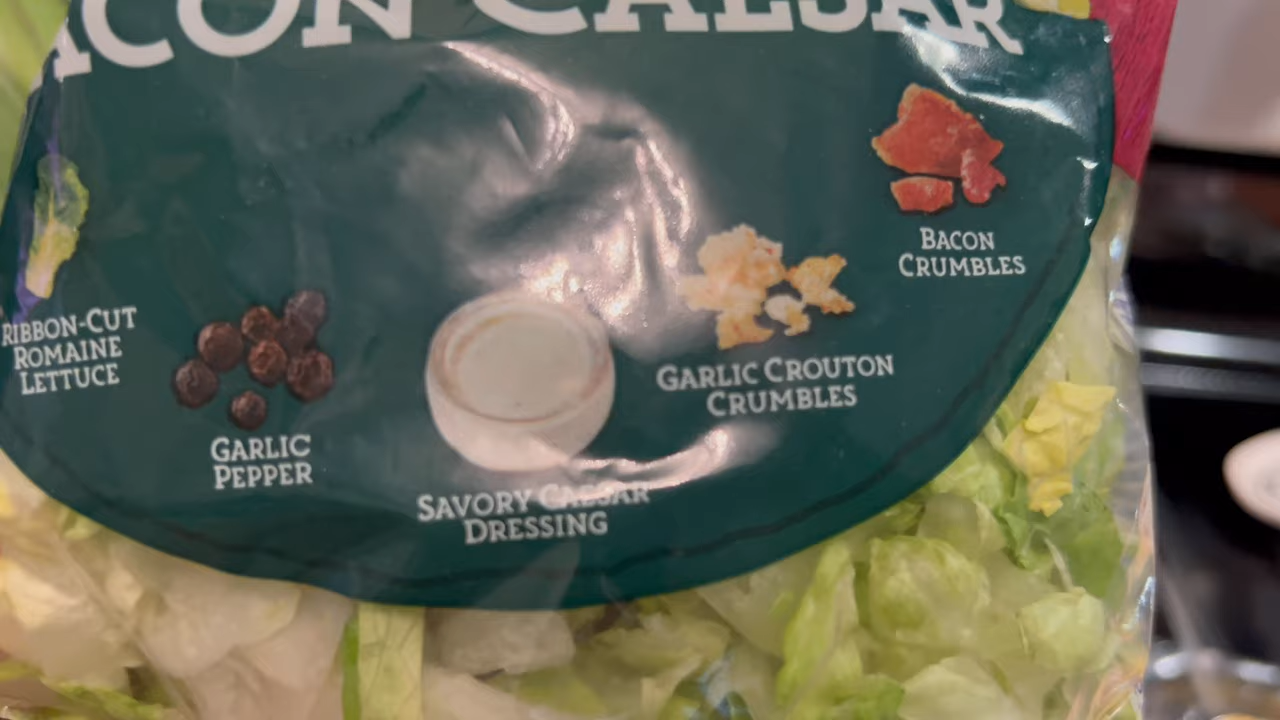 ACON CAESAR
BACON
CRUMBLES
RIBBON-CUT
ROMAINE
LETTUCE
GARLIC CROUTON
CRUMBLES
GARLIC
PEPPER
SAVORY CAESAR
DRESSING